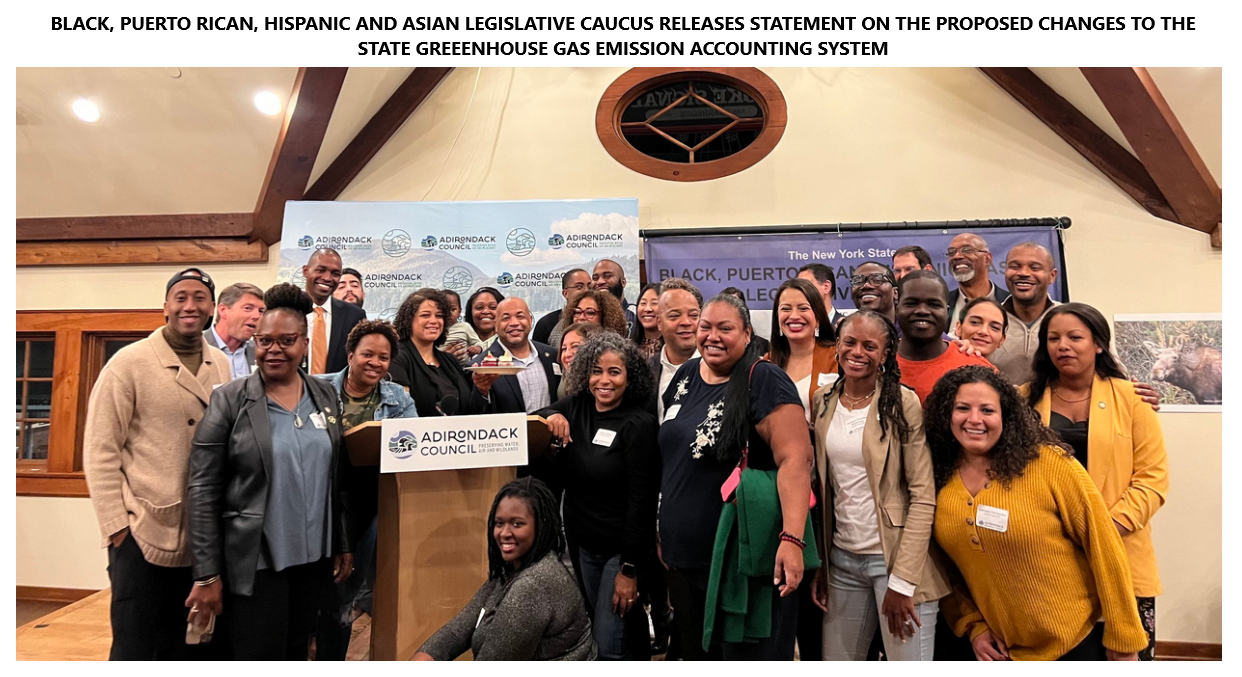 BLACK, PUERTO RICAN, HISPANIC AND ASIAN LEGISLATIVE CAUCUS RELEASES STATEMENT ON THE PROPOSED CHANGES TO THE
STATE GREEENHOUSE GAS EMISSION ACCOUNTING SYSTEM
ADIRONDACK
COUNCIL
ADIRONDACK
COUNCIL
ADIRONDACK
COUNCIL
ADIRONDACK
COUNCIL
ADIRONDA
COUNCIL
The New York State
BLACK, PUERTO
ADIRONDACK
COUNCIL
PRESERVING WATER,
AIR AND WILDLANDS